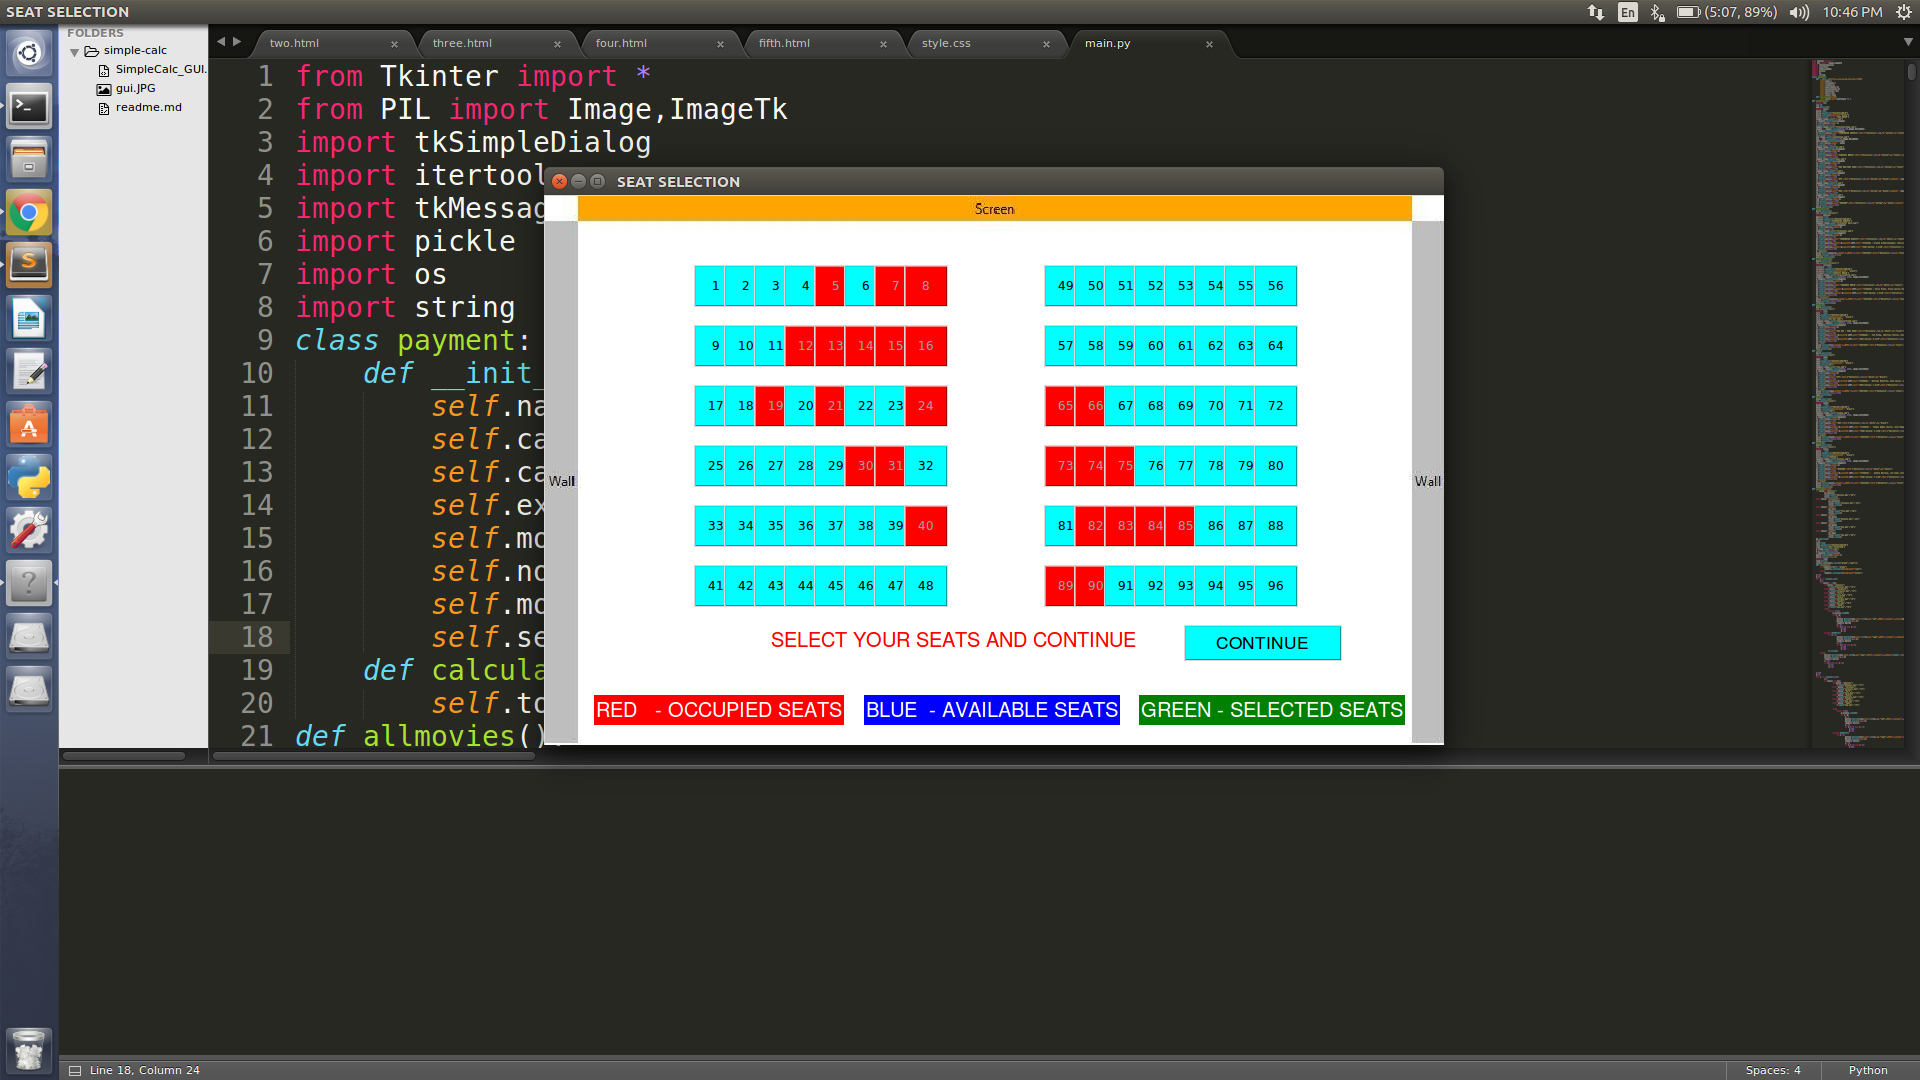 SEAT SELECTION
En
(5:07, 89%)
10:46 PM
FOLDERS
simple-calc
SimpleCalc_GUI.
gui.JPG
readme.md
two.html
three.html
four.html
fifth.html
style.css
main.py
1 from Tkinter import *
2 from PIL import Image,ImageTk
3 import tkSimpleDialog
4 import itertool
5 import tkMessag
6 import pickle
7 import os
8 import string
9 class payment:
10 def __init_
11 self.na
12 self.ca
13 self.ca
14 self.ex
15 self.mo
16 self.no
17 self.mo
18 self.se
19 def calcula
20 self.to
21 def allmovies()
SEAT SELECTION
Screen
Wall
Wall
1 2 3 4 5 6 7 8 49 50 51 52 53 54 55 56
9 10 11 12 13 14 15 16 57 58 59 60 61 62 63 64
17 18 19 20 21 22 23 24 65 66 67 68 69 70 71 72
25 26 27 28 29 30 31 32 73 74 75 76 77 78 79 80
33 34 35 36 37 38 39 40 81 82 83 84 85 86 87 88
41 42 43 44 45 46 47 48 89 90 91 92 93 94 95 96
SELECT YOUR SEATS AND CONTINUE
CONTINUE
RED - OCCUPIED SEATS
BLUE - AVAILABLE SEATS
GREEN - SELECTED SEATS
Line 18, Column 24
Spaces: 4
Python